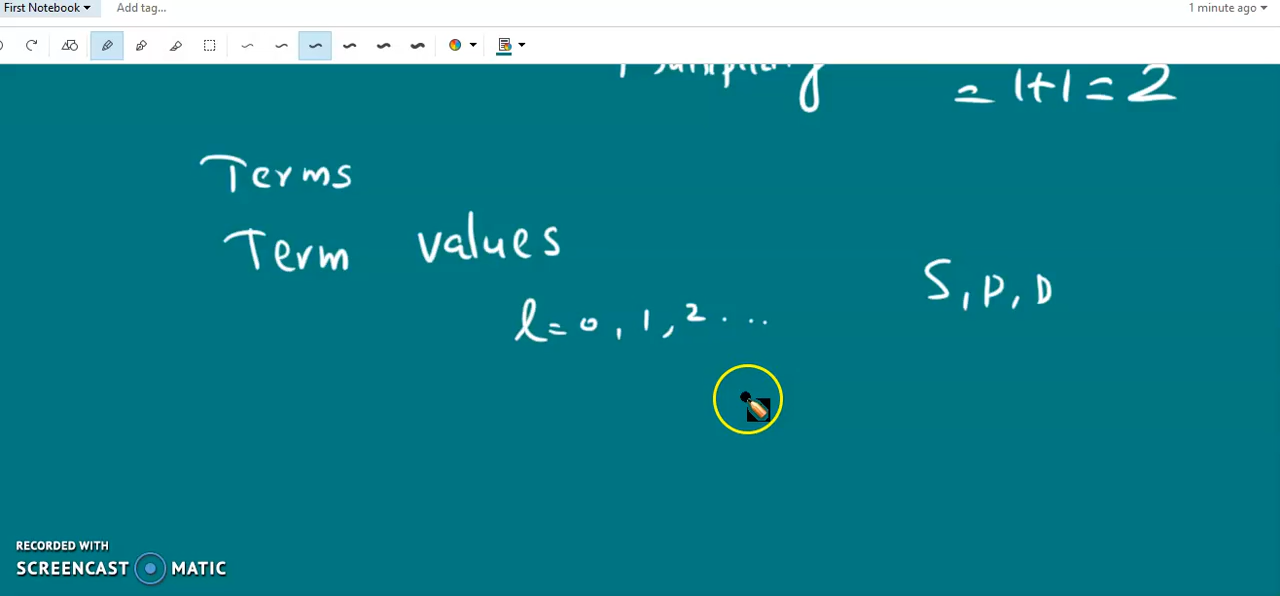 First Notebook Add tag... 1 minute ago
= 1+1 = 2
Terms
Term values
S, P, D
l = 0, 1, 2 ...
RECORDED WITH
SCREENCAST MATIC